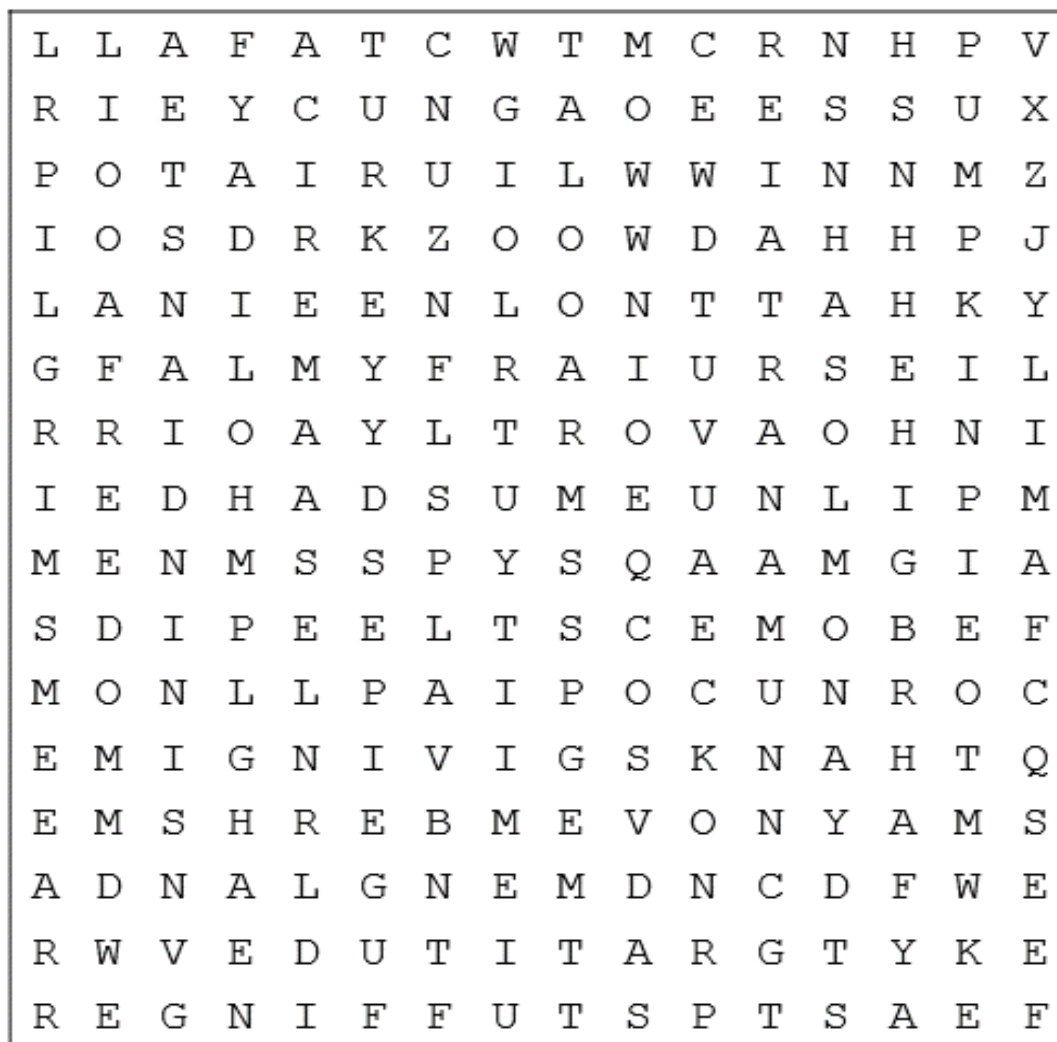 L L A F A T C W T M C R N H P V
R I E Y C U N G A O E E S S U X
P O T A I R U I L W W I N N M Z
I O S D R K Z O O W D A H H P J
L A N I E E N L O N T T A H K Y
G F A L M Y F R A I U R S E I L
R R I O A Y L T R O V A O H N I
I E D H A D S U M E U N L I P M
M E N M S S P Y S Q A A M G I A
S D I P E E L T S C E M O B E F
M O N L L P A I P O C U N R O C
E M I G N I V I G S K N A H T Q
E M S H R E B M E V O N Y A M S
A D N A L G N E M D N C D F W E
R W V E D U T I T A R G T Y K E
R E G N I F F U T S P T S A E F